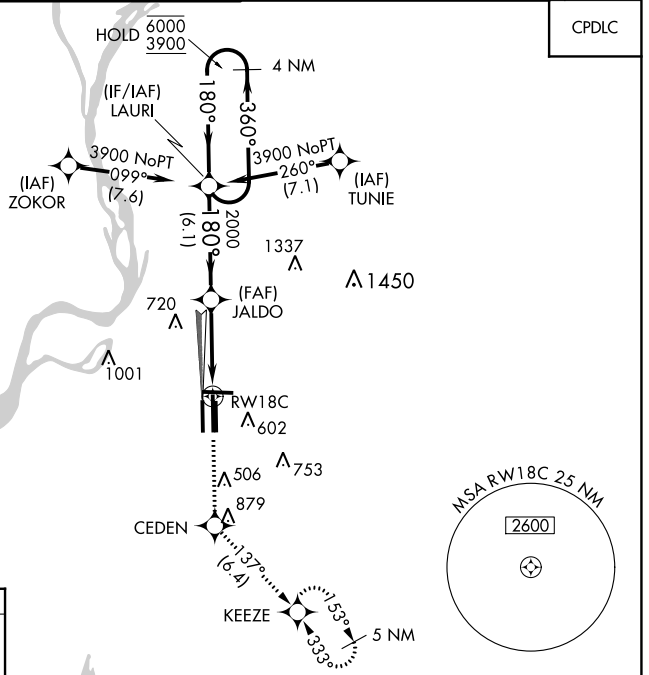 CPDLC
HOLD 6000
3900
4 NM
(IF/IAF)
LAURI
180°
360°
3900 NoPT
099°
(7.6)
3900 NoPT
260°
(7.1)
(IAF)
ZOKOR
(IAF)
TUNIE
2000
180°
(6.1)
1337
1450
(FAF)
JALDO
720
1001
RW18C
602
753
506
879
CEDEN
137°
(6.4)
KEEZE
153°
333°
5 NM
MSA RW18C 25 NM
2600